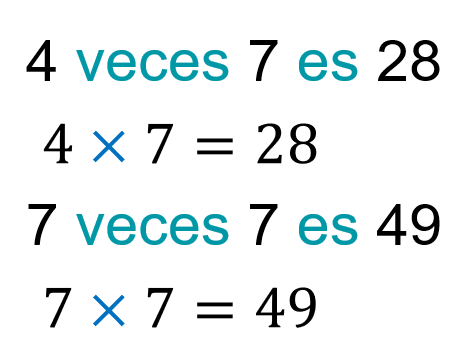 4 veces 7 es 28
4 × 7 = 28
7 veces 7 es 49
7 × 7 = 49